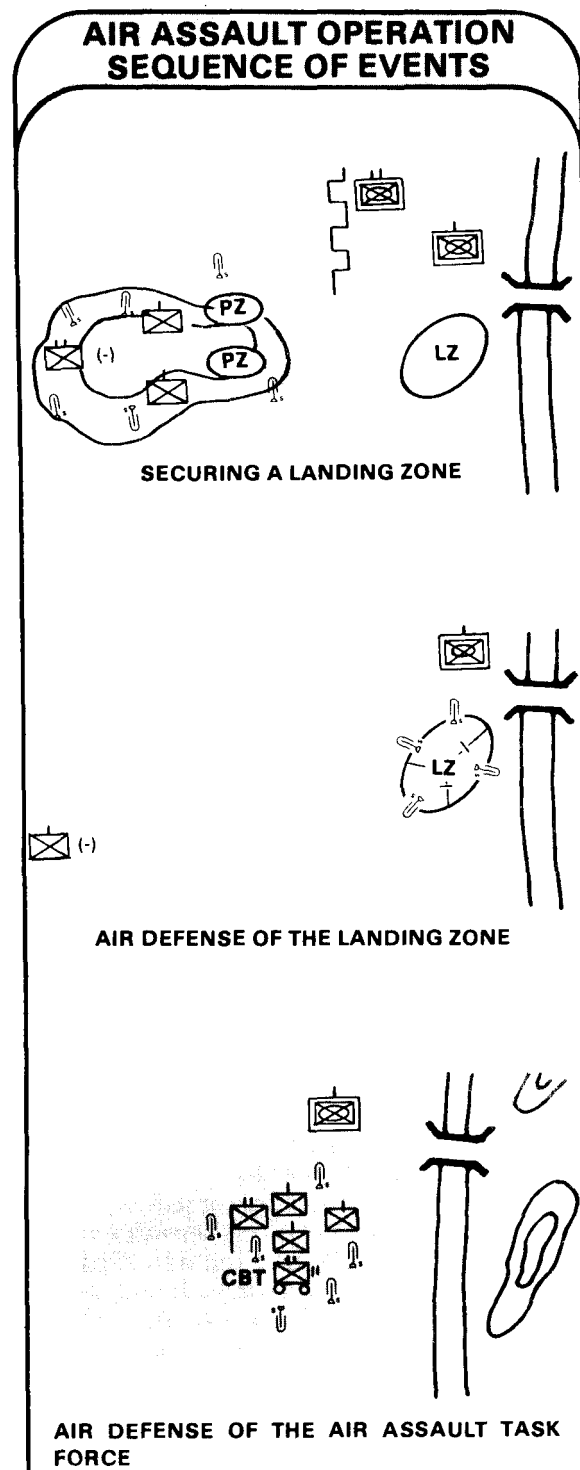 AIR ASSAULT OPERATION
SEQUENCE OF EVENTS
PZ
(-)
PZ
LZ
SECURING A LANDING ZONE
LZ
(-)
AIR DEFENSE OF THE LANDING ZONE
CBT
AIR DEFENSE OF THE AIR ASSAULT TASK
FORCE